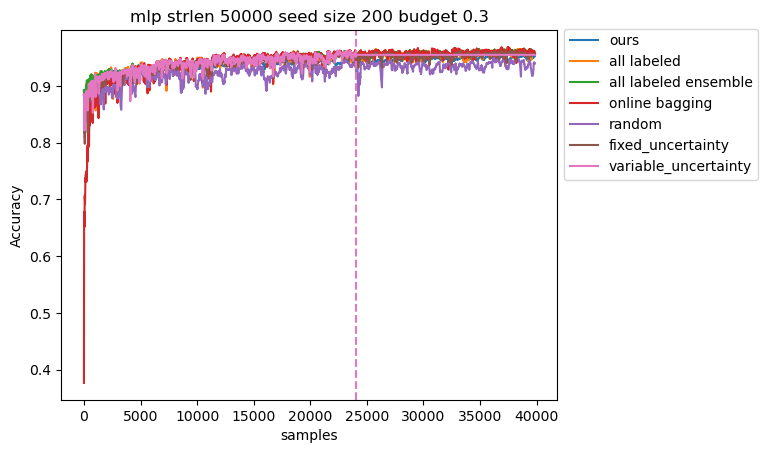 mlp strlen 50000 seed size 200 budget 0.3
ours
all labeled
all labeled ensemble
online bagging
random
fixed_uncertainty
variable_uncertainty
Accuracy
0.9
0.8
0.7
0.6
0.5
0.4
0 5000 10000 15000 20000 25000 30000 35000 40000
samples